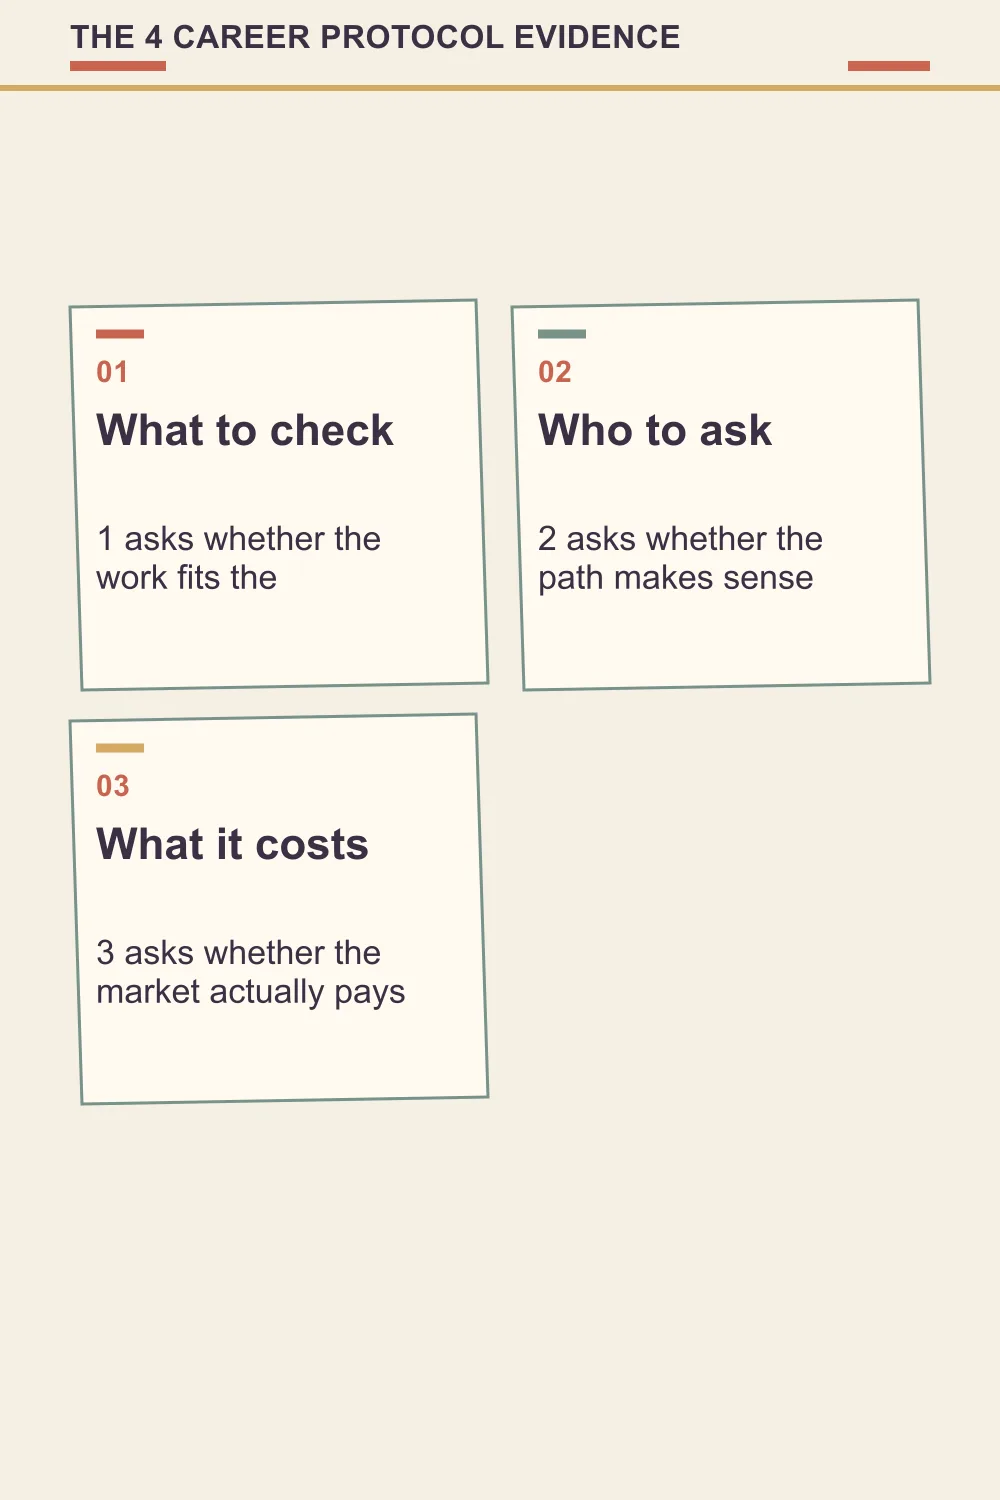 THE 4 CAREER PROTOCOL EVIDENCE
01
What to check
1 asks whether the
work fits the
02
Who to ask
2 asks whether the
path makes sense
03
What it costs
3 asks whether the
market actually pays